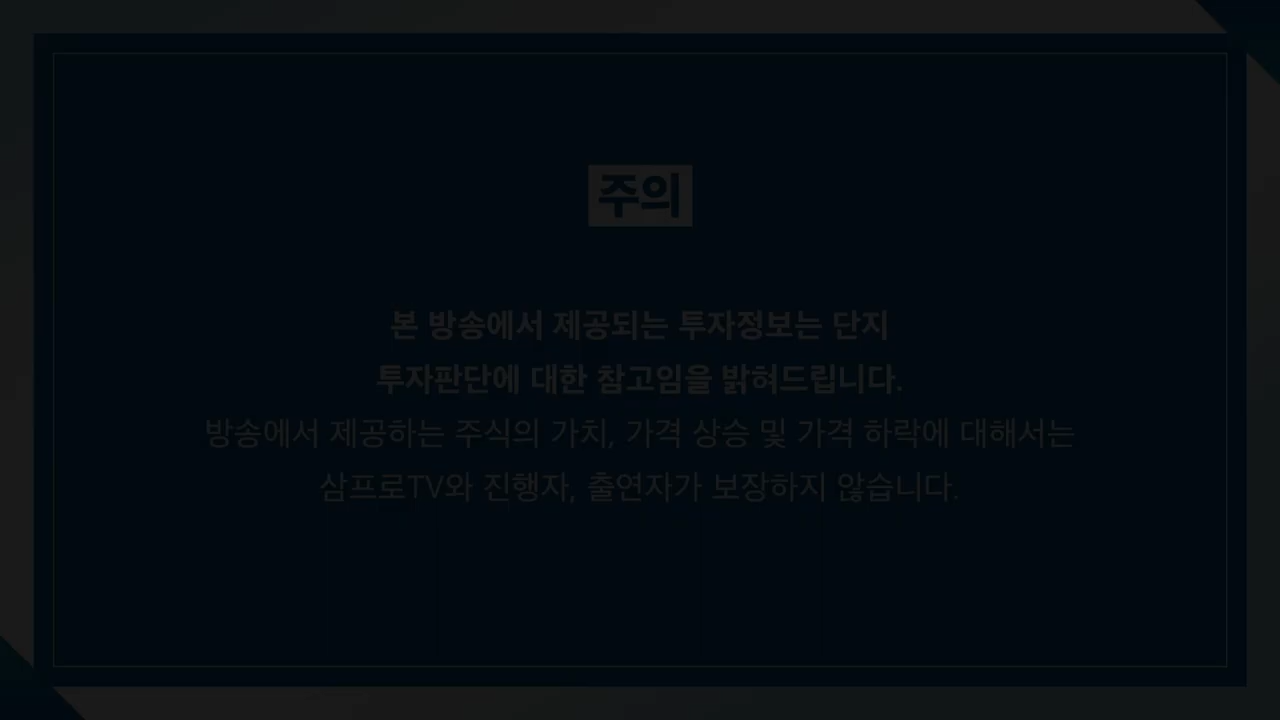 주의
본 방송에서 제공되는 투자정보는 단지
투자판단에 대한 참고임을 밝혀드립니다.
방송에서 제공하는 주식의 가치, 가격 상승 및 가격 하락에 대해서는
삼프로TV와 진행자, 출연자가 보장하지 않습니다.